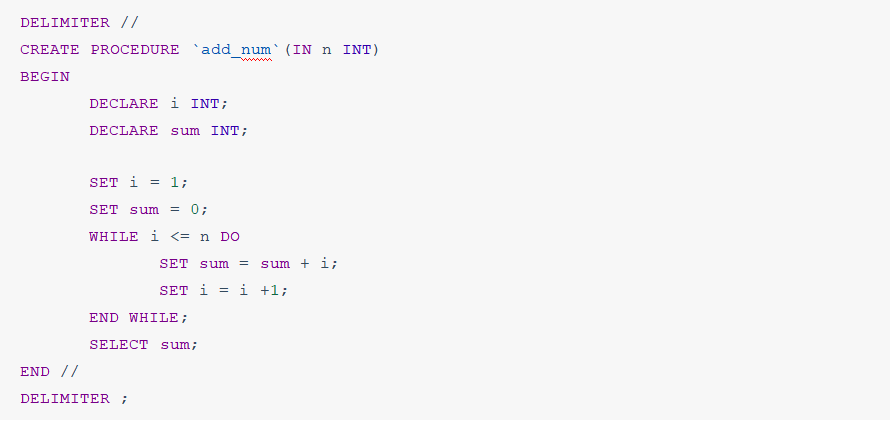 DELIMITER //
CREATE PROCEDURE `add_num`(IN n INT)
BEGIN
DECLARE i INT;
DECLARE sum INT;
SET i = 1;
SET sum = 0;
WHILE i <= n DO
SET sum = sum + i;
SET i = i +1;
END WHILE;
SELECT sum;
END //
DELIMITER ;